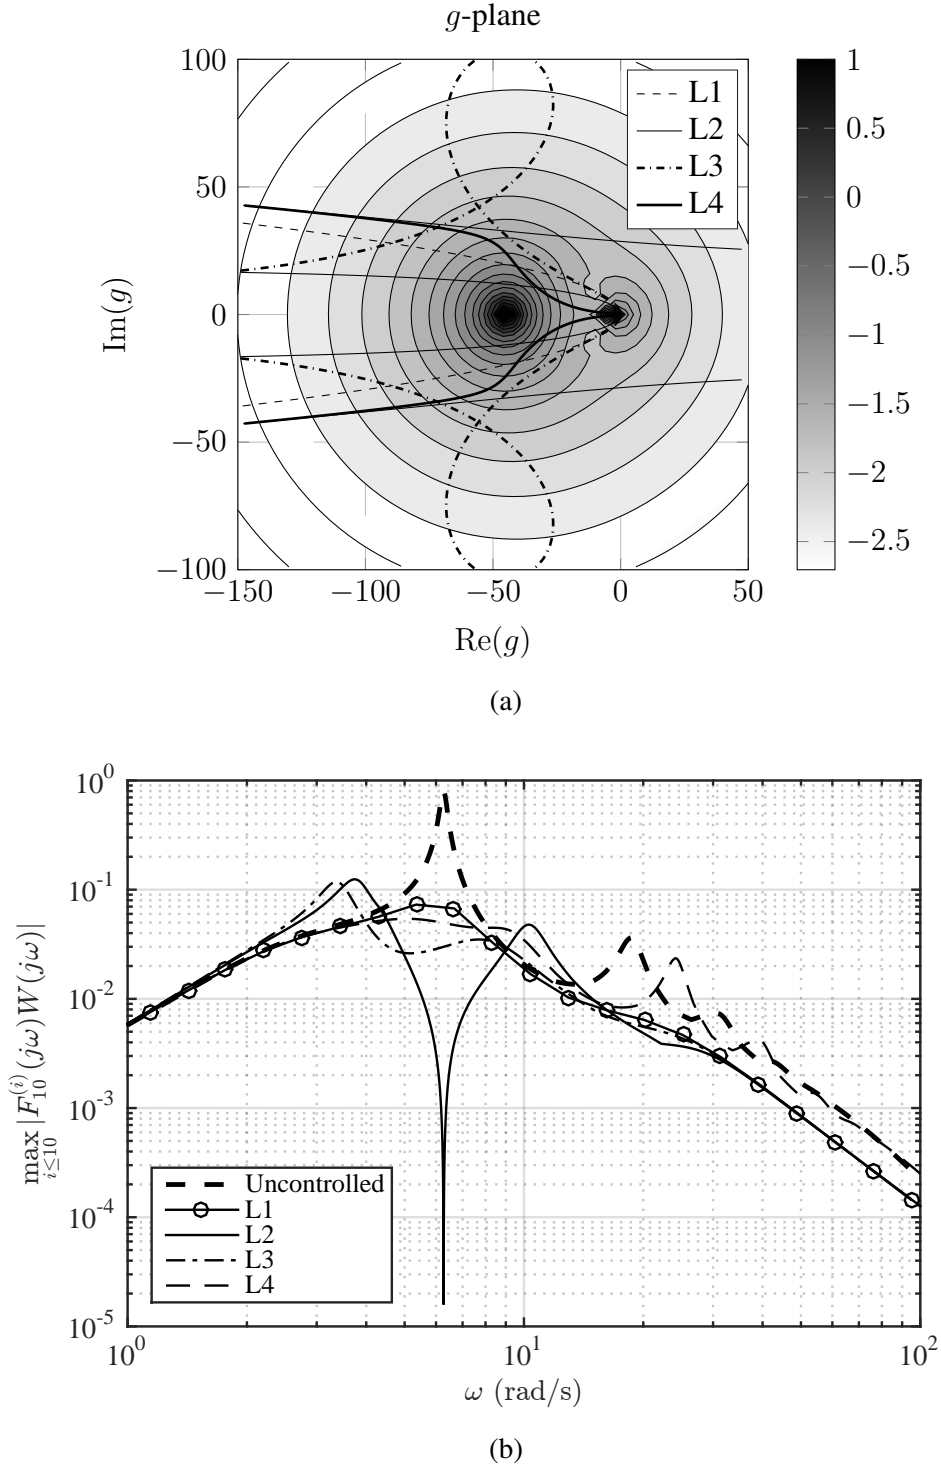 g-plane
100
50
0
−50
−100
Im(g)
−150
−100
−50
0
50
Re(g)
L1
L2
L3
L4
1
0.5
0
−0.5
−1
−1.5
−2
−2.5
(a)
10^0
10^-1
10^-2
10^-3
10^-4
10^-5
max_{i≤10} |F_{10}^{(i)}(jω)W(jω)|
Uncontrolled
L1
L2
L3
L4
10^0
10^1
10^2
ω (rad/s)
(b)